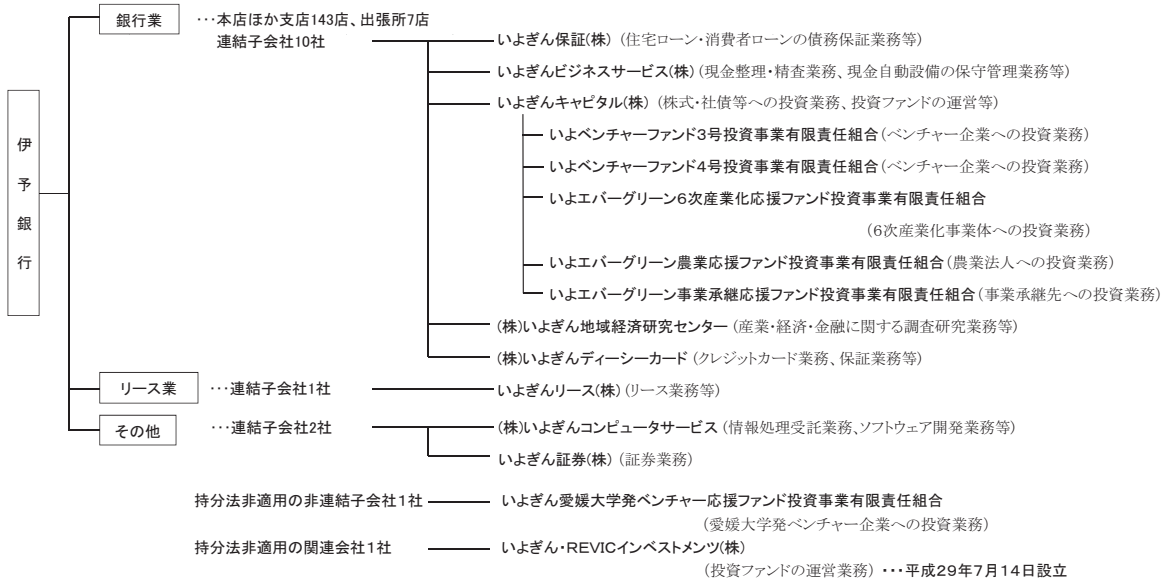 銀行業 ・・・本店ほか支店143店、出張所7店
連結子会社10社 いよぎん保証(株) (住宅ローン・消費者ローンの債務保証業務等)
いよぎんビジネスサービス(株) (現金整理・精査業務、現金自動設備の保守管理業務等)
いよぎんキャピタル(株) (株式・社債等への投資業務、投資ファンドの運営等)
伊予銀行
いよベンチャーファンド3号投資事業有限責任組合(ベンチャー企業への投資業務)
いよベンチャーファンド4号投資事業有限責任組合(ベンチャー企業への投資業務)
いよエバーグリーン6次産業化応援ファンド投資事業有限責任組合
(6次産業化事業体への投資業務)
いよエバーグリーン農業応援ファンド投資事業有限責任組合(農業法人への投資業務)
いよエバーグリーン事業承継応援ファンド投資事業有限責任組合(事業承継先への投資業務)
(株)いよぎん地域経済研究センター (産業・経済・金融に関する調査研究業務等)
(株)いよぎんディーシーカード (クレジットカード業務、保証業務等)
リース業 ・・・連結子会社1社 いよぎんリース(株) (リース業務等)
その他 ・・・連結子会社2社 (株)いよぎんコンピュータサービス (情報処理受託業務、ソフトウェア開発業務等)
いよぎん証券(株) (証券業務)
持分法非適用の非連結子会社1社 いよぎん愛媛大学発ベンチャー応援ファンド投資事業有限責任組合
(愛媛大学発ベンチャー企業への投資業務)
持分法非適用の関連会社1社 いよぎん・REVICインベストメンツ(株)
(投資ファンドの運営業務) ・・・平成29年7月14日設立